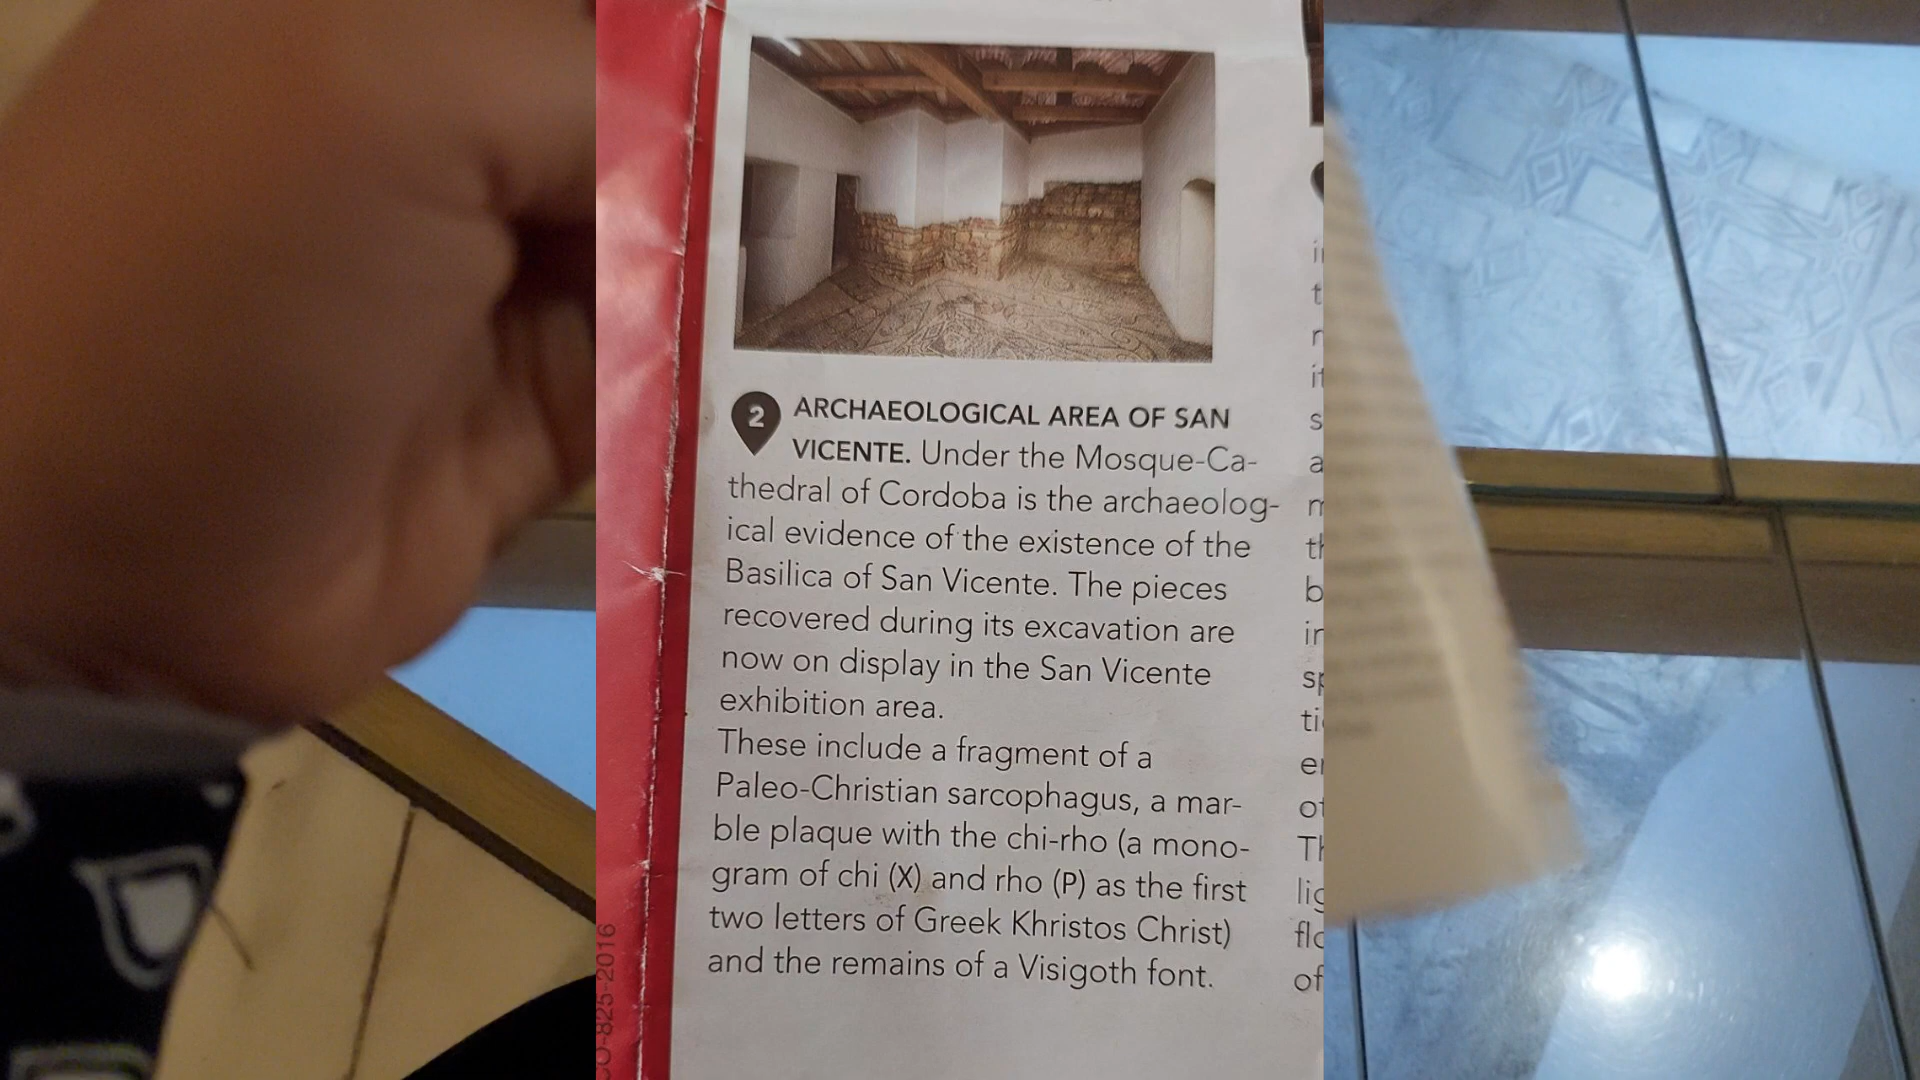 2 ARCHAEOLOGICAL AREA OF SAN
VICENTE. Under the Mosque-Ca-
thedral of Cordoba is the archaeolog-
ical evidence of the existence of the
Basilica of San Vicente. The pieces
recovered during its excavation are
now on display in the San Vicente
exhibition area.
These include a fragment of a
Paleo-Christian sarcophagus, a mar-
ble plaque with the chi-rho (a mono-
gram of chi (X) and rho (P) as the first
two letters of Greek Khristos Christ)
and the remains of a Visigoth font.